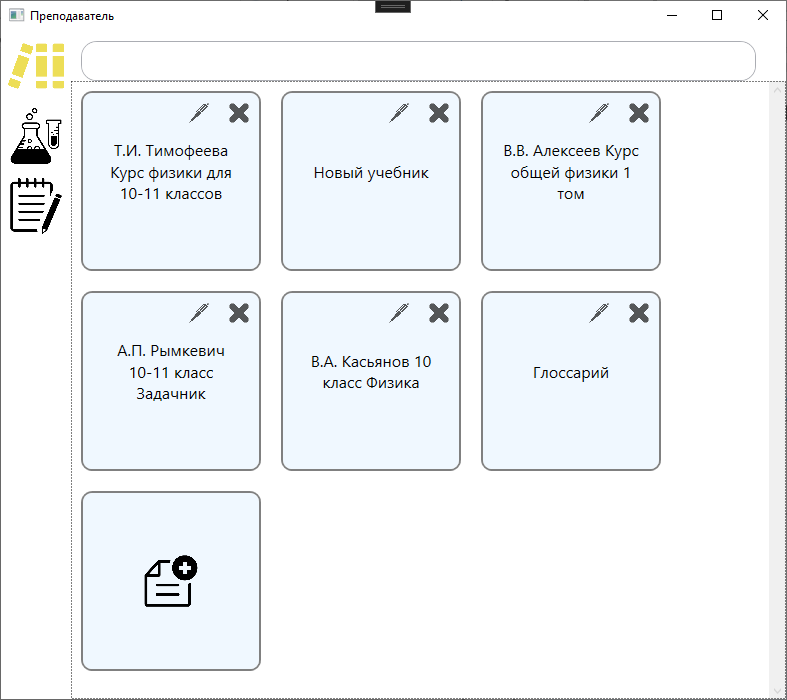 Преподаватель
Т.И. Тимофеева
Курс физики для
10-11 классов
Новый учебник
В.В. Алексеев Курс
общей физики 1
том
А.П. Рымкевич
10-11 класс
Задачник
В.А. Касьянов 10
класс Физика
Глоссарий